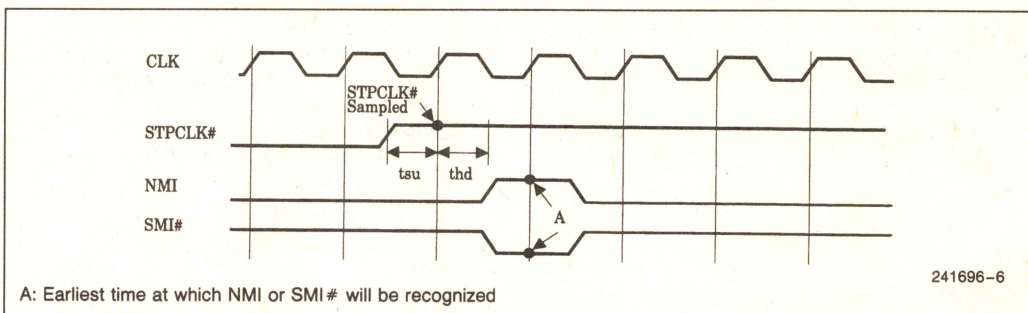 CLK
STPCLK#
Sampled
STPCLK#
tsu
thd
NMI
A
SMI#
241696-6
A: Earliest time at which NMI or SMI# will be recognized